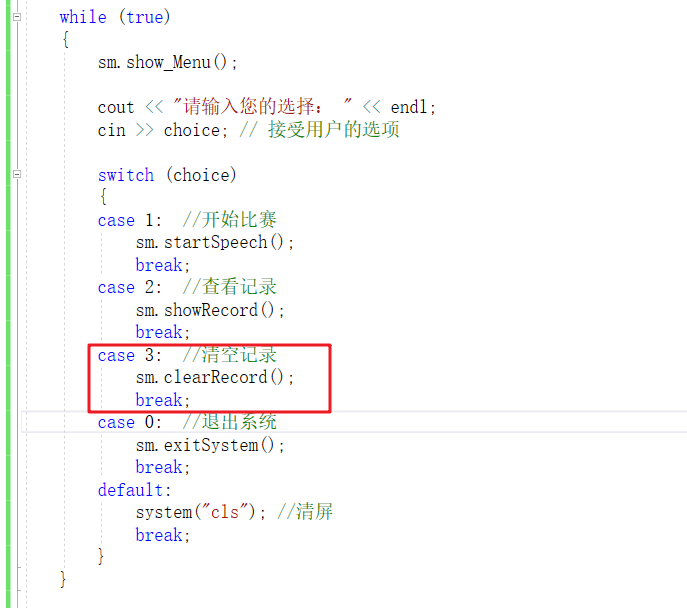 while (true)
{
sm.show_Menu();
cout << "请输入您的选择： " << endl;
cin >> choice; // 接受用户的选项
switch (choice)
{
case 1:  //开始比赛
sm.startSpeech();
break;
case 2:  //查看记录
sm.showRecord();
break;
case 3:  //清空记录
sm.clearRecord();
break;
case 0:  //退出系统
sm.exitSystem();
break;
default:
system("cls"); //清屏
break;
}
}